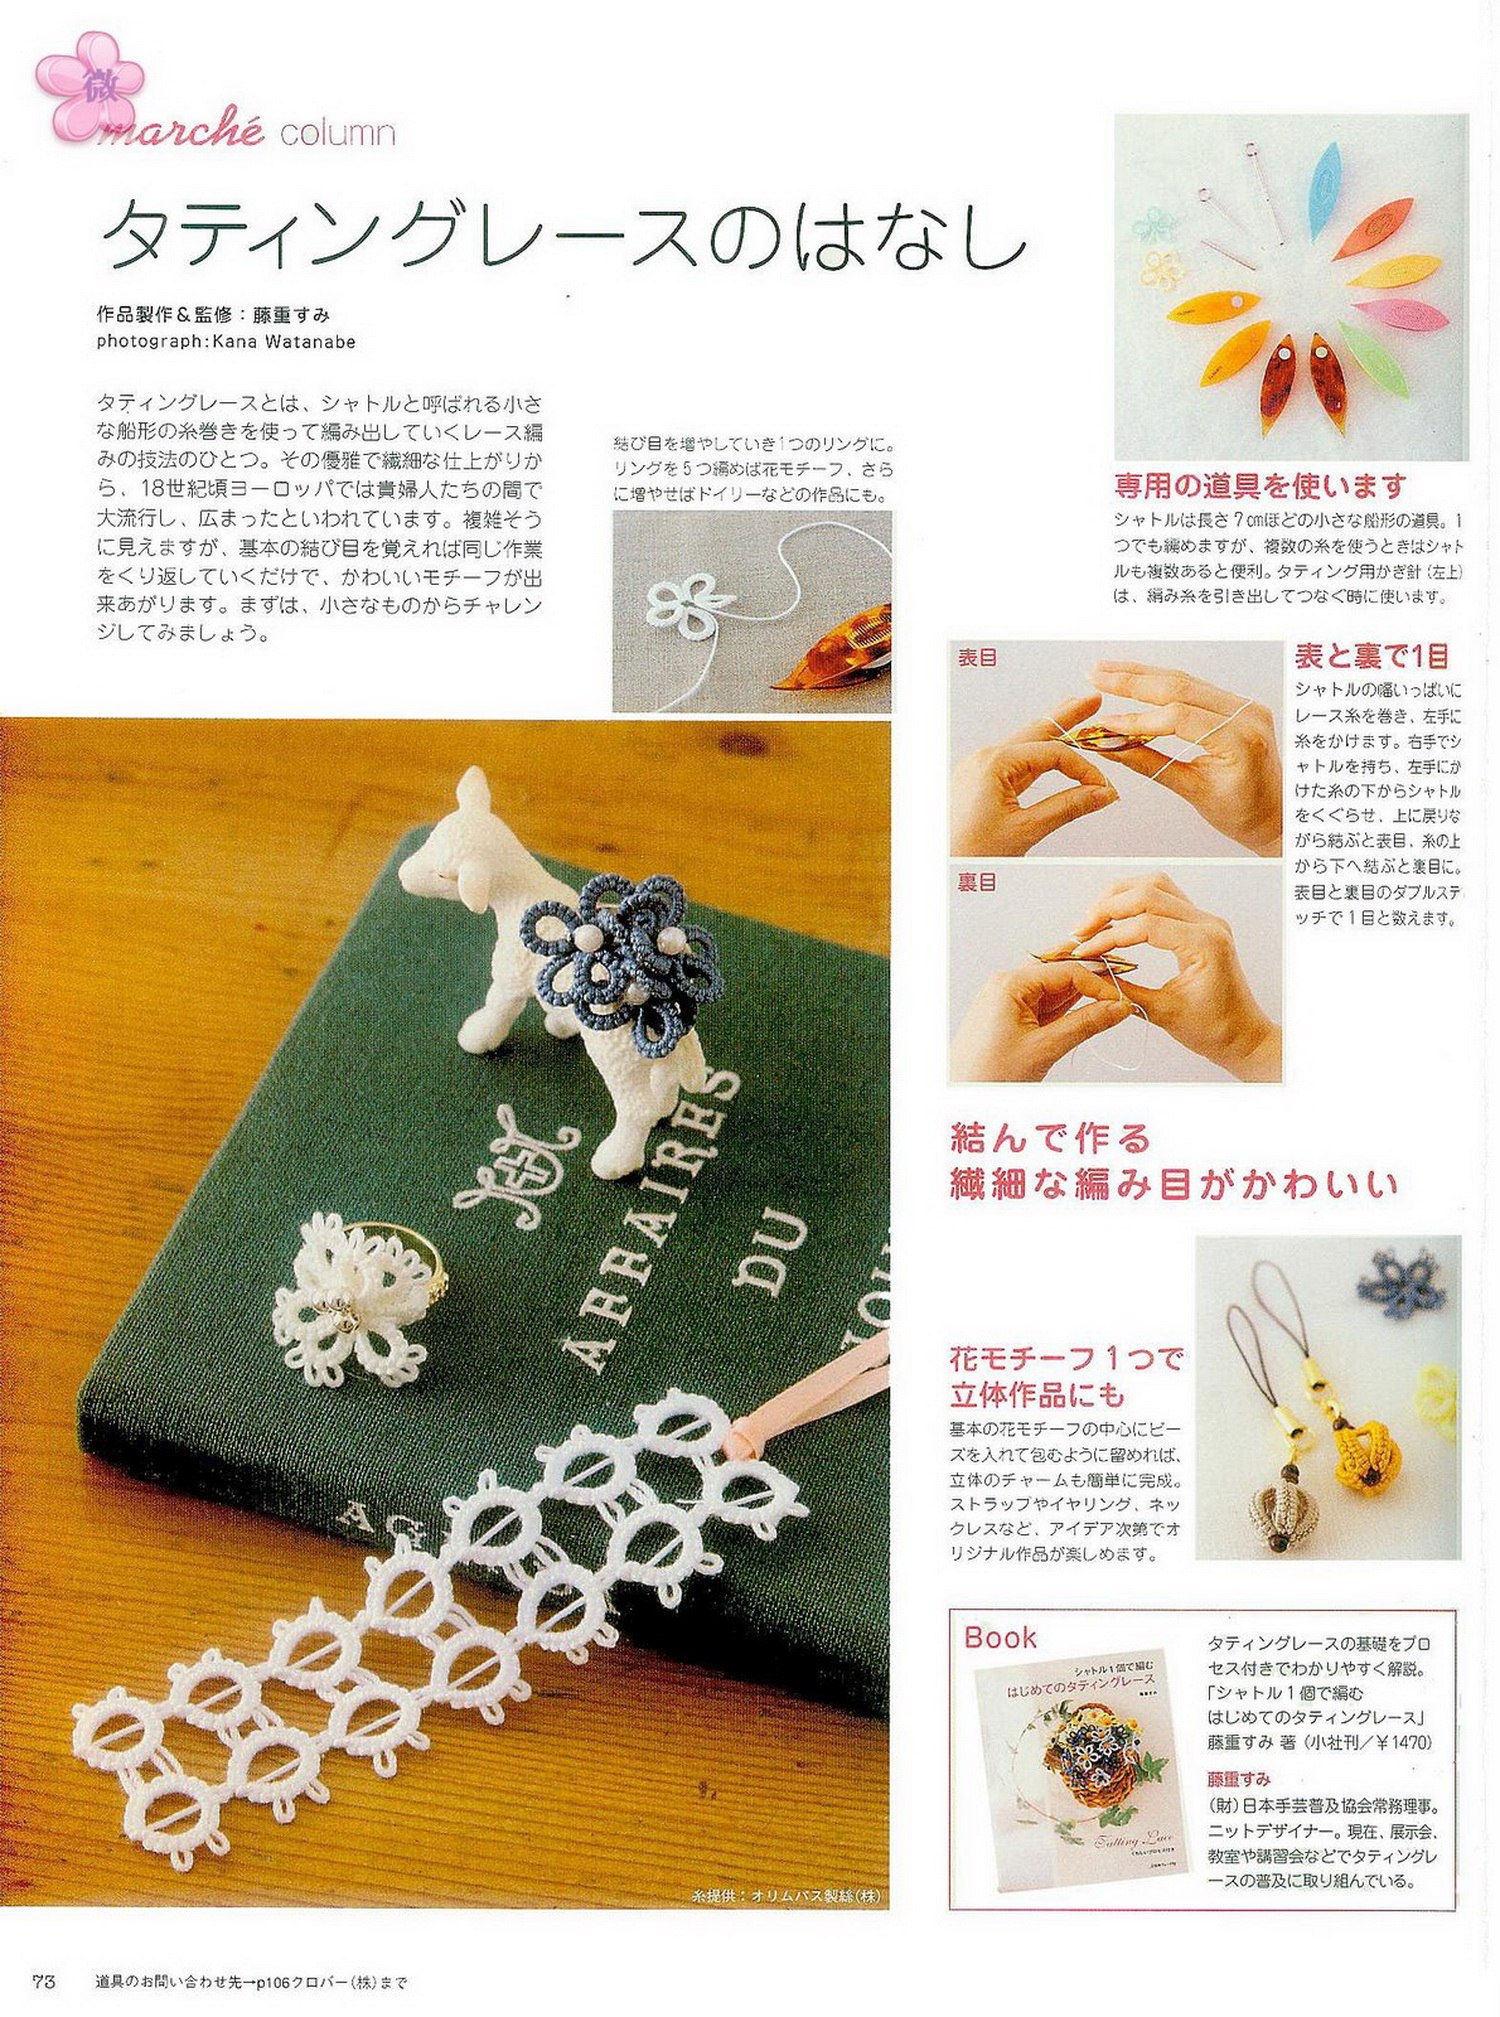 微
marché column
タティングレースのはなし
作品製作＆監修：藤重すみ
photograph:Kana Watanabe
タティングレースとは、シャトルと呼ばれる小さ
な船形の糸巻きを使って編み出していくレース編
みの技法のひとつ。その優雅で繊細な仕上がりか
ら、18世紀頃ヨーロッパでは貴婦人たちの間で
大流行し、広まったといわれています。複雑そう
に見えますが、基本の結び目を覚えれば同じ作業
をくり返していくだけで、かわいいモチーフが出
来あがります。まずは、小さなものからチャレン
ジしてみましょう。
結び目を増やしていき1つのリングに。
リングを5つ編めば花モチーフ、さら
に増やせばドイリーなどの作品にも。
専用の道具を使います
シャトルは長さ7cmほどの小さな船形の道具。1
つでも編めますが、複数の糸を使うときはシャト
ルも複数あると便利。タティング用かぎ針(左上)
は、編み糸を引き出してつなぐ時に使います。
表目
裏目
表と裏で1目
シャトルの幅いっぱいに
レース糸を巻き、左手に
糸をかけます。右手でシ
ャトルを持ち、左手にか
けた糸の下からシャトル
をくぐらせ、上に戻りな
がら結ぶと表目、糸の上
から下へ結ぶと裏目に。
表目と裏目のダブルステ
ッチで1目と数えます。
結んで作る
繊細な編み目がかわいい
花モチーフ1つで
立体作品にも
基本の花モチーフの中心にビー
ズを入れて包むように留めれば、
立体のチャームも簡単に完成。
ストラップやイヤリング、ネッ
クレスなど、アイデア次第でオ
リジナル作品が楽しめます。
ARRAIRES
DU
JOU
AG
糸提供：オリムパス製絲(株)
Book
シャトル1個で編む
はじめてのタティングレース
藤重すみ
Tatting Lace
タティングレースの基礎をプロ
セス付きでわかりやすく解説。
「シャトル1個で編む
はじめてのタティングレース」
藤重すみ 著 (小社刊／¥1470)
藤重すみ
(財)日本手芸普及協会常務理事。
ニットデザイナー。現在、展示会、
教室や講習会などでタティングレ
ースの普及に取り組んでいる。
73
道具のお問い合わせ先→p106クロバー(株)まで